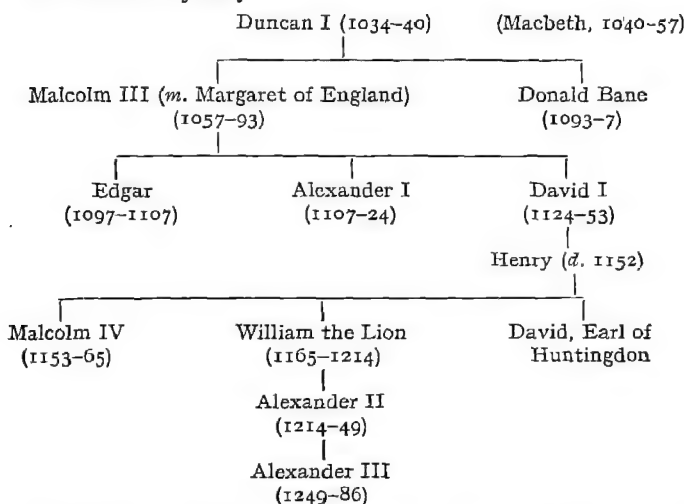 Duncan I (1034–40) (Macbeth, 1040–57)
Malcolm III (m. Margaret of England) Donald Bane
(1057–93) (1093–7)
Edgar Alexander I David I
(1097–1107) (1107–24) (1124–53)
Henry (d. 1152)
Malcolm IV William the Lion David, Earl of
(1153–65) (1165–1214) Huntingdon
Alexander II
(1214–49)
Alexander III
(1249–86)